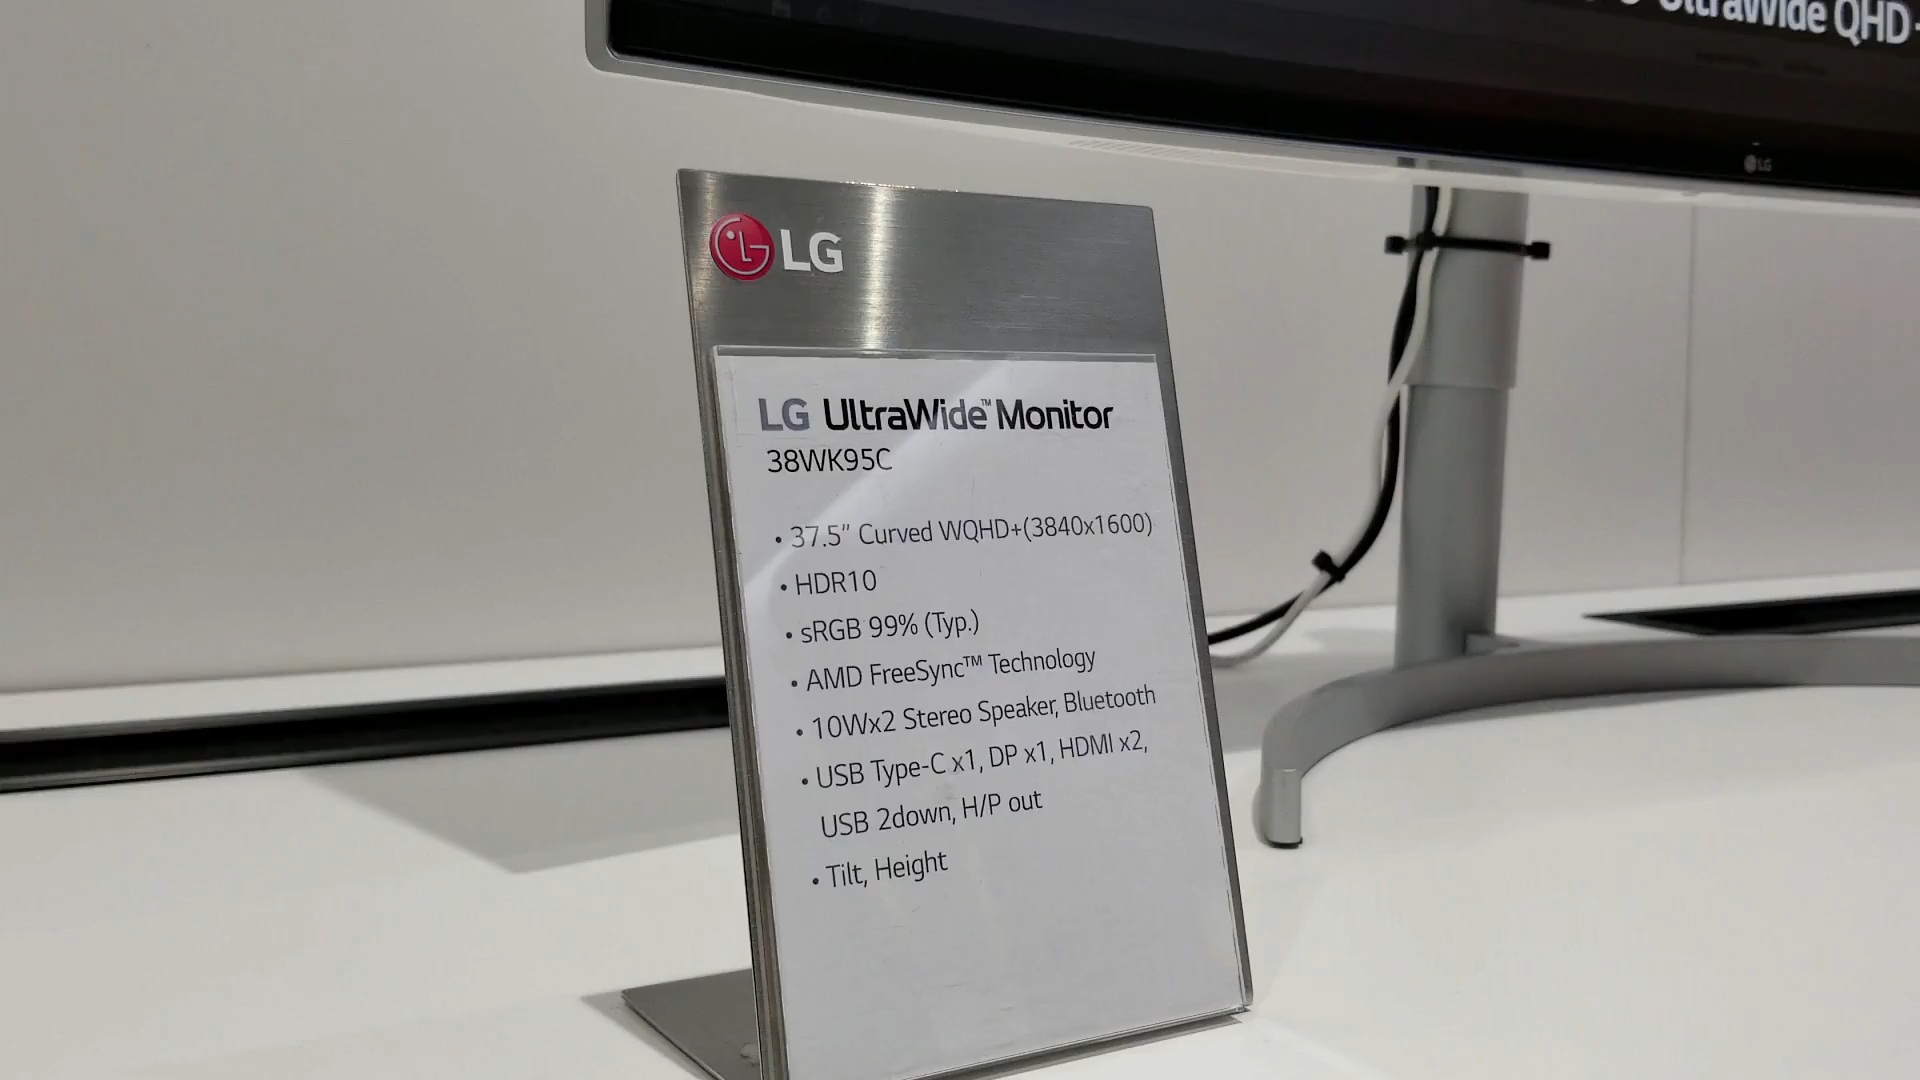 UltraWide QHD
LG
LG
LG UltraWide™ Monitor
38WK95C
• 37.5” Curved WQHD+(3840x1600)
• HDR10
• sRGB 99% (Typ.)
• AMD FreeSync™ Technology
• 10Wx2 Stereo Speaker, Bluetooth
• USB Type-C x1, DP x1, HDMI x2,
USB 2down, H/P out
• Tilt, Height